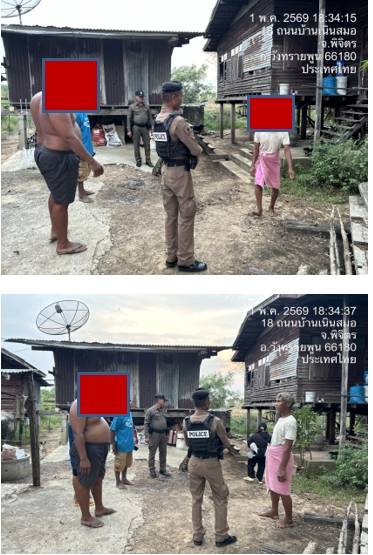 1 พ.ค. 2569 18:34:15
18 ถนนบ้านเนินสมอ
จ.พิจิตร
อ.วังทรายพูน 66180
ประเทศไทย
POLICE
1 พ.ค. 2569 18:34:37
18 ถนนบ้านเนินสมอ
จ.พิจิตร
อ.วังทรายพูน 66180
ประเทศไทย
POLICE